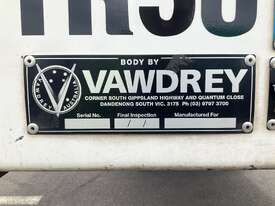 BODY BY
VAWDREY
CORNER SOUTH GIPPSLAND HIGHWAY AND QUANTUM CLOSE
DANDENONG SOUTH VIC. 3175 Ph (03) 9797 3700
Serial No. Final Inspection Manufactured For
/ /